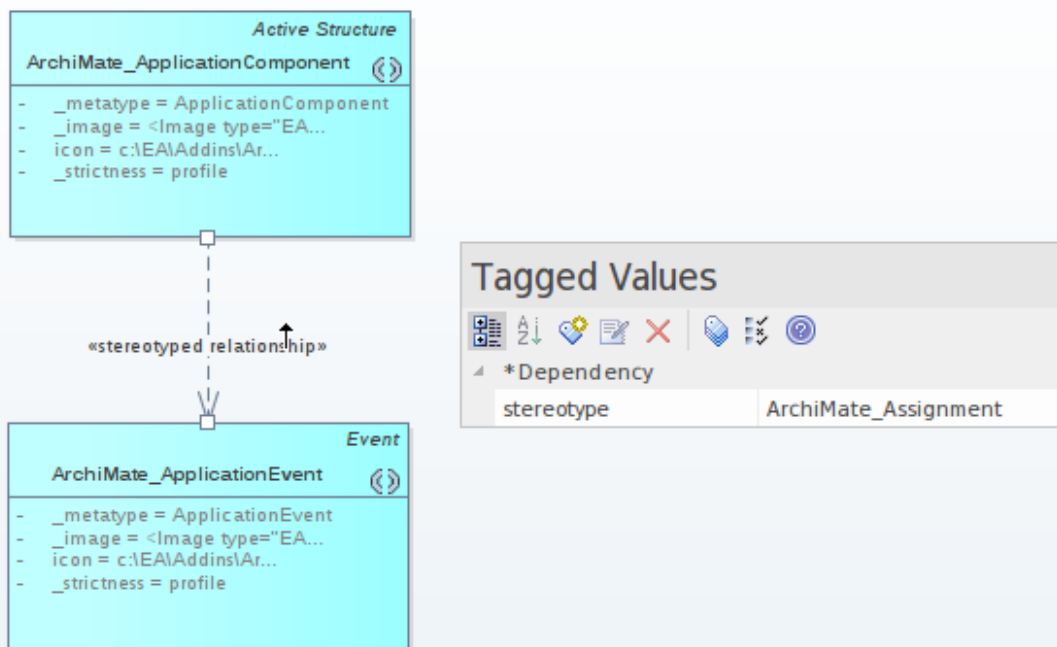 Active Structure
ArchiMate_ApplicationComponent
- _metatype = ApplicationComponent
- _image = <Image type="EA...
- icon = c:\EA\Addins\Ar...
- _strictness = profile
«stereotyped relationship»
Event
ArchiMate_ApplicationEvent
- _metatype = ApplicationEvent
- _image = <Image type="EA...
- icon = c:\EA\Addins\Ar...
- _strictness = profile
Tagged Values
*Dependency
stereotype ArchiMate_Assignment